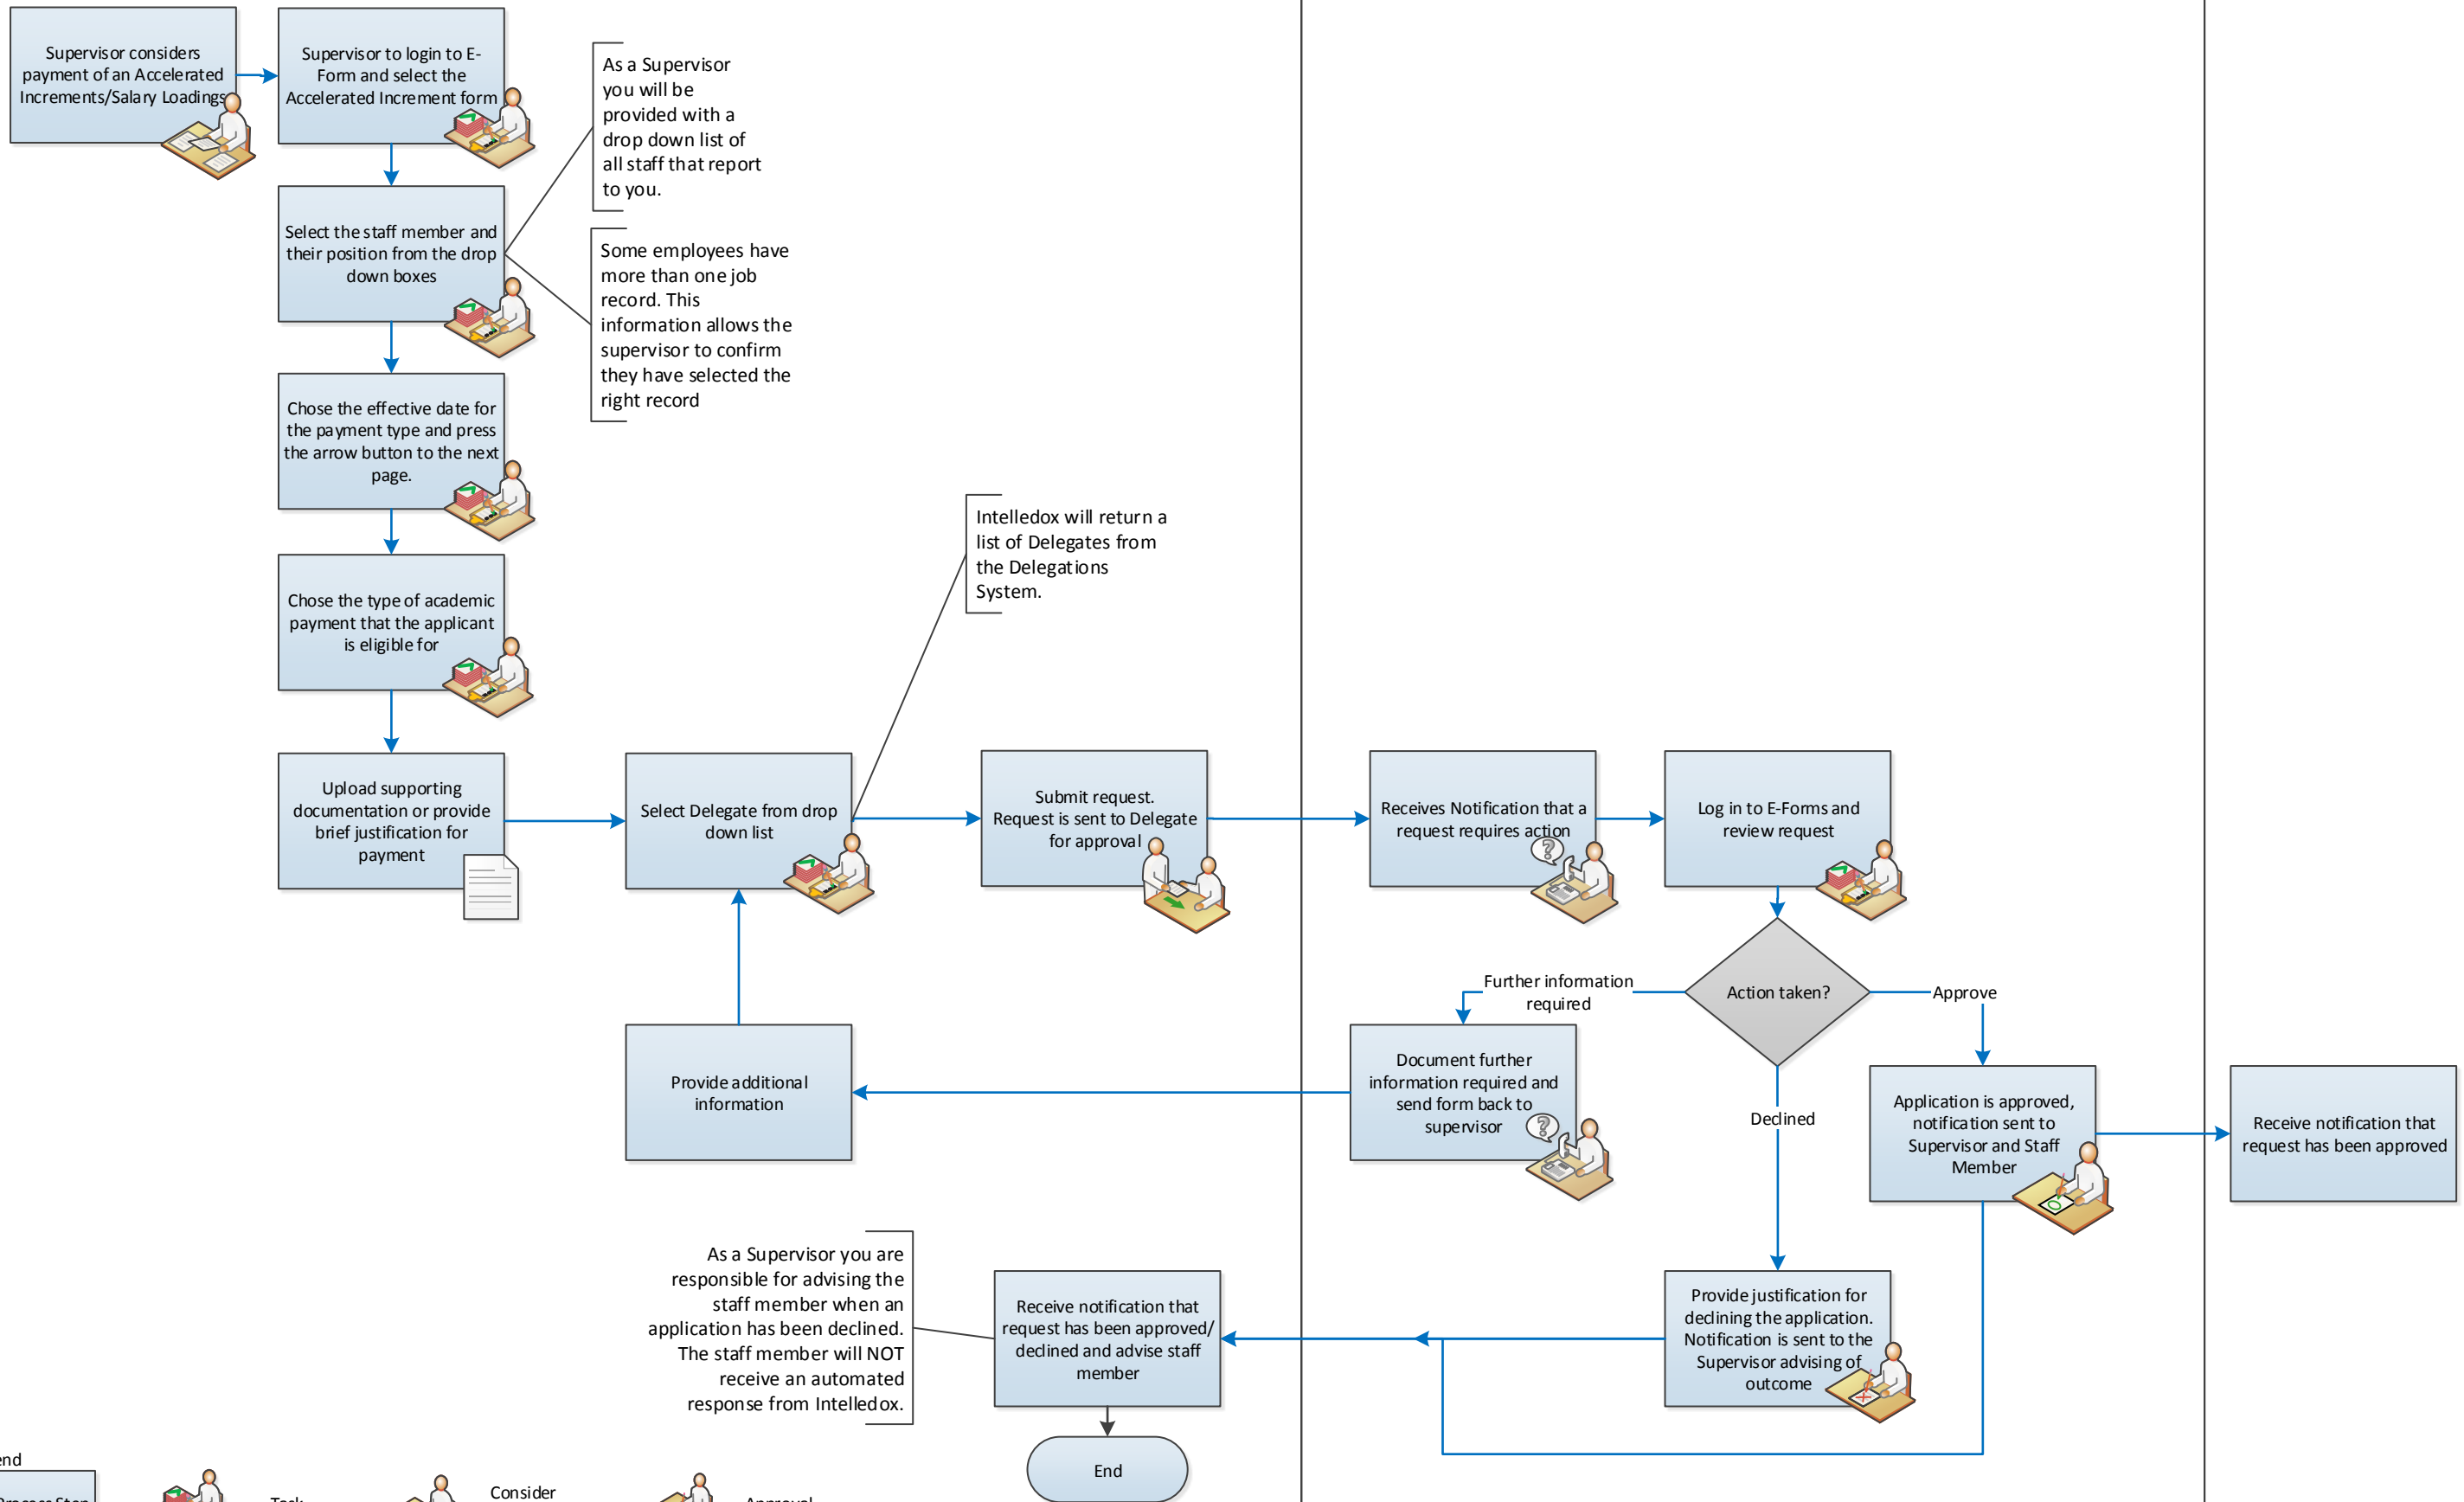 Supervisor considers
payment of an Accelerated
Increments/Salary Loadings
Supervisor to login to E-
Form and select the
Accelerated Increment form
As a Supervisor
you will be
provided with a
drop down list of
all staff that report
to you.
Select the staff member and
their position from the drop
down boxes
Some employees have
more than one job
record. This
information allows the
supervisor to confirm
they have selected the
right record
Chose the effective date for
the payment type and press
the arrow button to the next
page.
Intelledox will return a
list of Delegates from
the Delegations
System.
Chose the type of academic
payment that the applicant
is eligible for
Upload supporting
documentation or provide
brief justification for
payment
Select Delegate from drop
down list
Submit request.
Request is sent to Delegate
for approval
Receives Notification that a
request requires action
Log in to E-Forms and
review request
Action taken?
Further information
required
Approve
Declined
Provide additional
information
Document further
information required and
send form back to
supervisor
Application is approved,
notification sent to
Supervisor and Staff
Member
Receive notification that
request has been approved
As a Supervisor you are
responsible for advising the
staff member when an
application has been declined.
The staff member will NOT
receive an automated
response from Intelledox.
Receive notification that
request has been approved/
declined and advise staff
member
Provide justification for
declining the application.
Notification is sent to the
Supervisor advising of
outcome
End
end
Process Step
Task
Consider
Approval